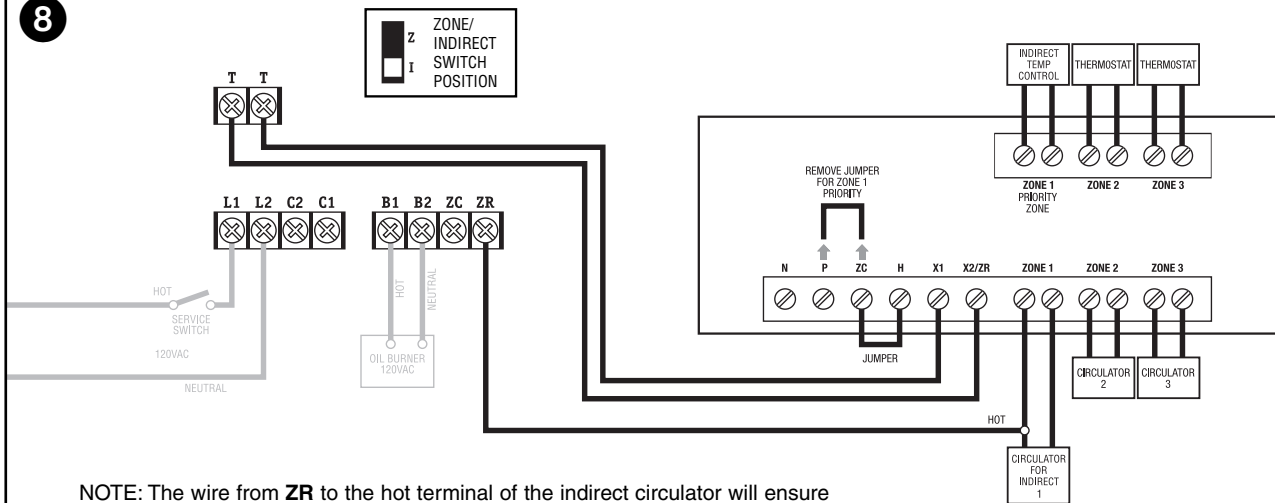 8
Z
I
ZONE/
INDIRECT
SWITCH
POSITION
T T
L1 L2 C2 C1
B1 B2 ZC ZR
HOT
SERVICE
SWITCH
120VAC
NEUTRAL
HOT
NEUTRAL
OIL BURNER
120VAC
INDIRECT
TEMP
CONTROL
THERMOSTAT
THERMOSTAT
ZONE 1
PRIORITY
ZONE
ZONE 2
ZONE 3
REMOVE JUMPER
FOR ZONE 1
PRIORITY
N P ZC H X1 X2/ZR ZONE 1 ZONE 2 ZONE 3
JUMPER
CIRCULATOR
2
CIRCULATOR
3
HOT
CIRCULATOR
FOR
INDIRECT
1
NOTE: The wire from ZR to the hot terminal of the indirect circulator will ensure